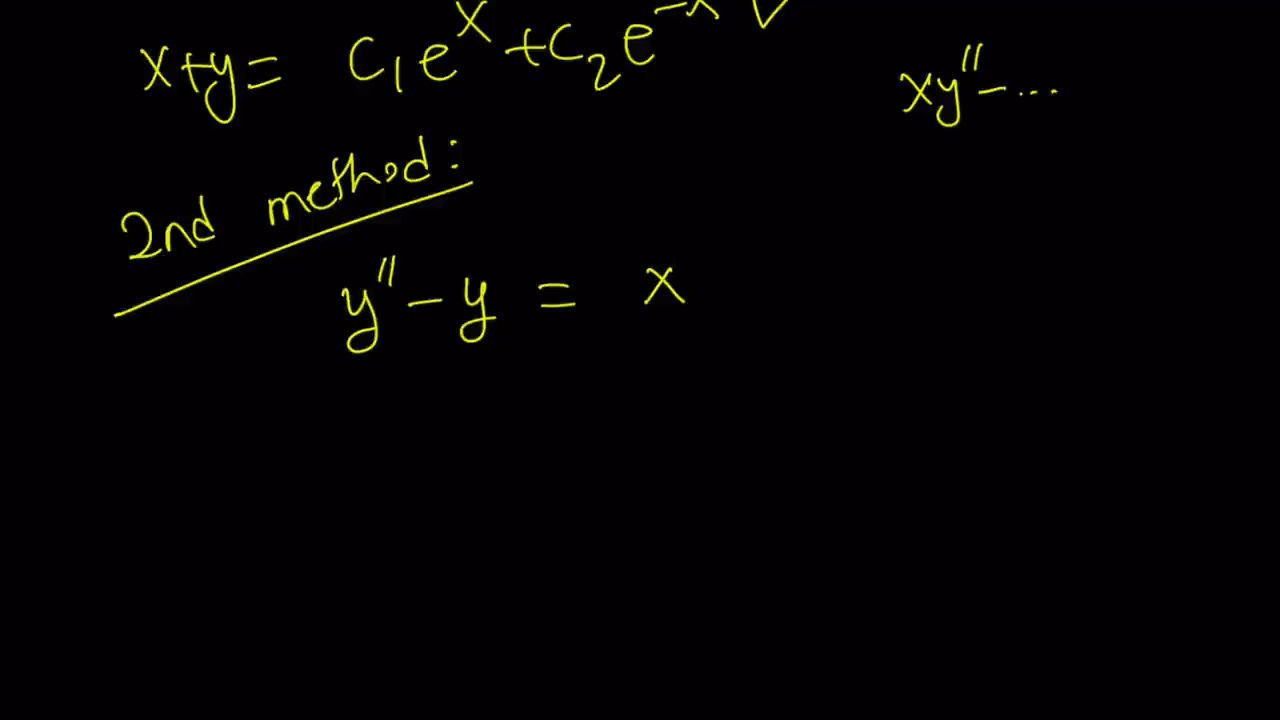 x+y = C₁eˣ + C₂e⁻ˣ ✓
xy'' - ...
2nd method:
y'' - y = x